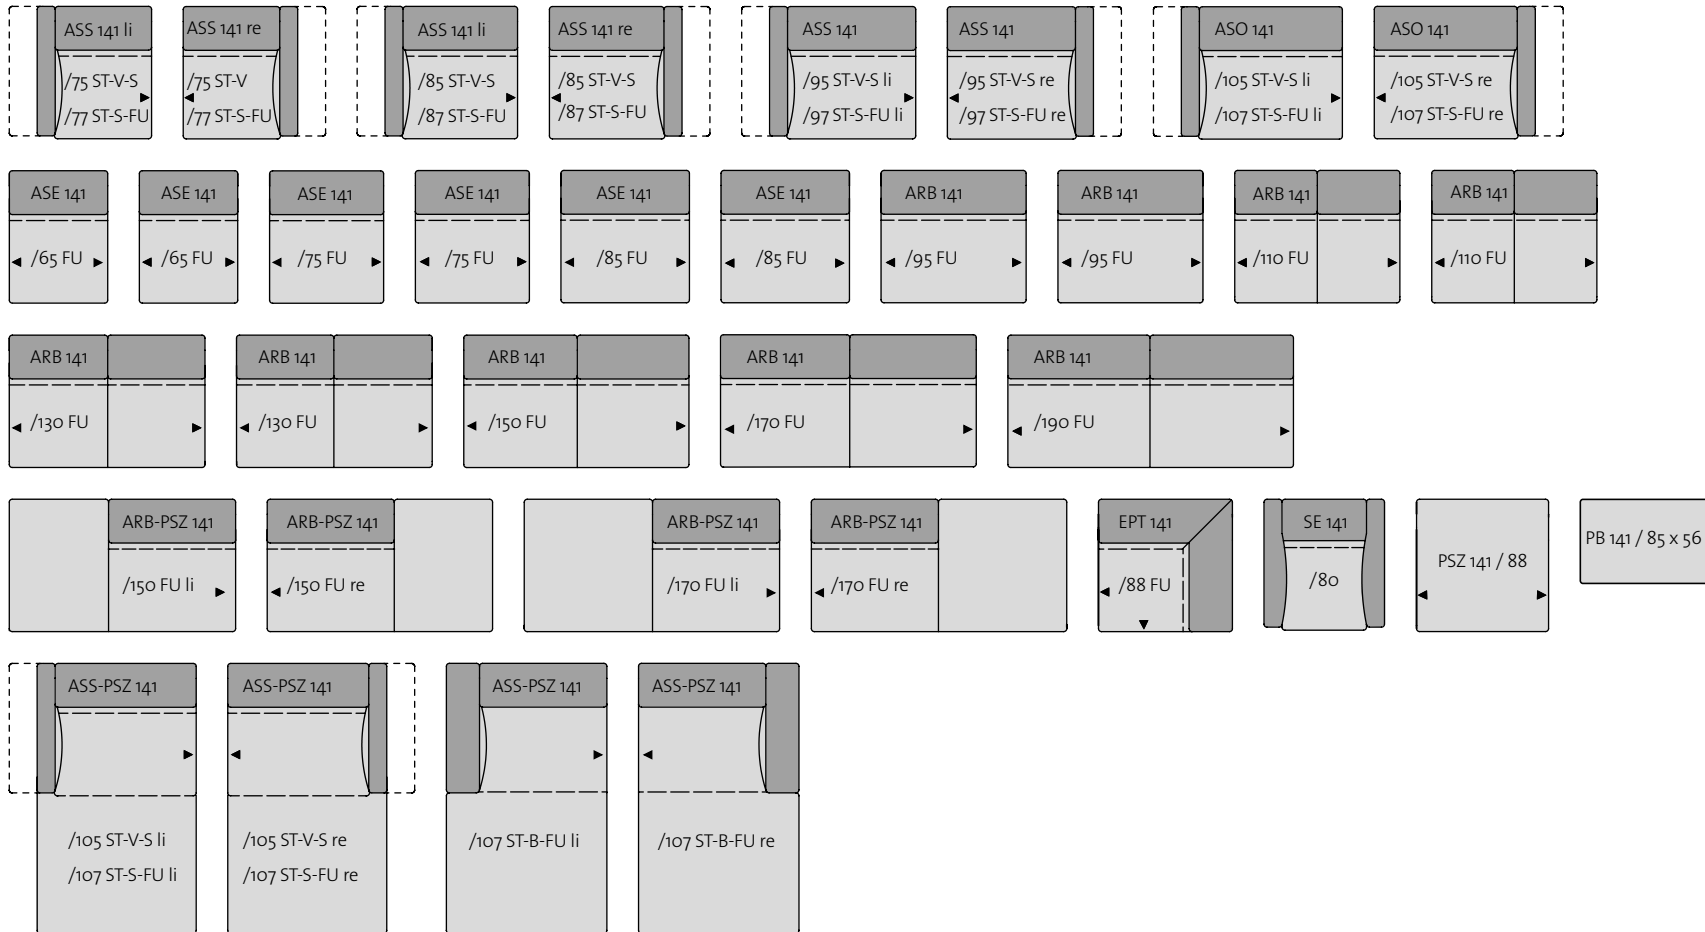 ASS 141 li
/75 ST-V-S
/77 ST-S-FU
ASS 141 re
/75 ST-V
/77 ST-S-FU
ASS 141 li
/85 ST-V-S
/87 ST-S-FU
ASS 141 re
/85 ST-V-S
/87 ST-S-FU
ASS 141
/95 ST-V-S li
/97 ST-S-FU li
ASS 141
/95 ST-V-S re
/97 ST-S-FU re
ASO 141
/105 ST-V-S li
/107 ST-S-FU li
ASO 141
/105 ST-V-S re
/107 ST-S-FU re
ASE 141
/65 FU
ASE 141
/65 FU
ASE 141
/75 FU
ASE 141
/75 FU
ASE 141
/85 FU
ASE 141
/85 FU
ARB 141
/95 FU
ARB 141
/95 FU
ARB 141
/110 FU
ARB 141
/110 FU
ARB 141
/130 FU
ARB 141
/130 FU
ARB 141
/150 FU
ARB 141
/170 FU
ARB 141
/190 FU
ARB-PSZ 141
/150 FU li
ARB-PSZ 141
/150 FU re
ARB-PSZ 141
/170 FU li
ARB-PSZ 141
/170 FU re
EPT 141
/88 FU
SE 141
/80
PSZ 141 / 88
PB 141 / 85 x 56
ASS-PSZ 141
/105 ST-V-S li
/107 ST-S-FU li
ASS-PSZ 141
/105 ST-V-S re
/107 ST-S-FU re
ASS-PSZ 141
/107 ST-B-FU li
ASS-PSZ 141
/107 ST-B-FU re